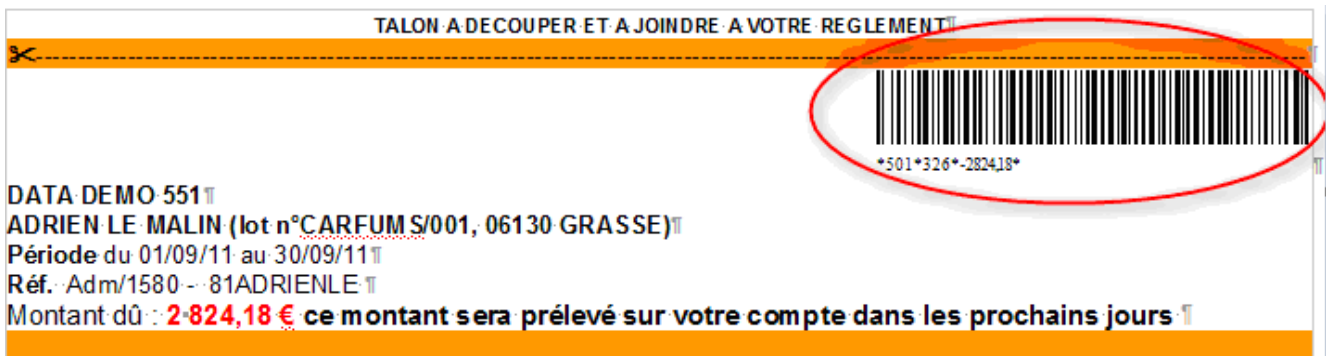 TALON A DECOUPER ET A JOINDRE A VOTRE REGLEMENT
*501*326*-2824,18*
DATA DEMO 551
ADRIEN LE MALIN (lot n°CARFUMS/001, 06130 GRASSE)
Période du 01/09/11 au 30/09/11
Réf. Adm/1580 - 81ADRIENLE
Montant dû : 2 824,18 € ce montant sera prélevé sur votre compte dans les prochains jours